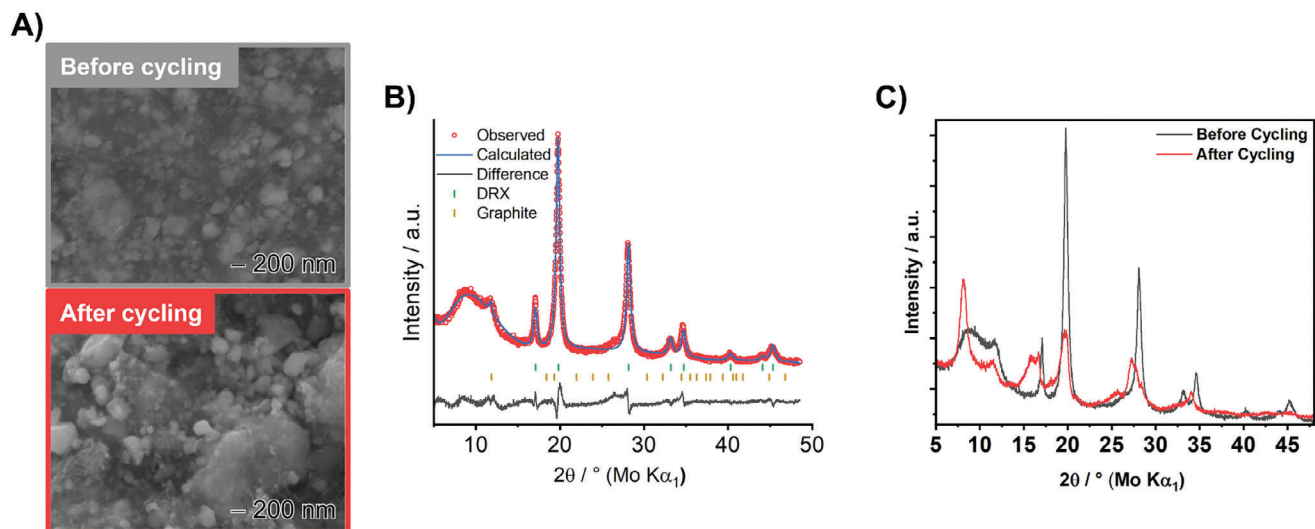 A)
Before cycling
– 200 nm
After cycling
– 200 nm
B)
Observed
Calculated
Difference
DRX
Graphite
Intensity / a.u.
10 20 30 40 50
2θ / ° (Mo Kα₁)
C)
Before Cycling
After Cycling
Intensity / a.u.
5 10 15 20 25 30 35 40 45
2θ / ° (Mo Kα₁)